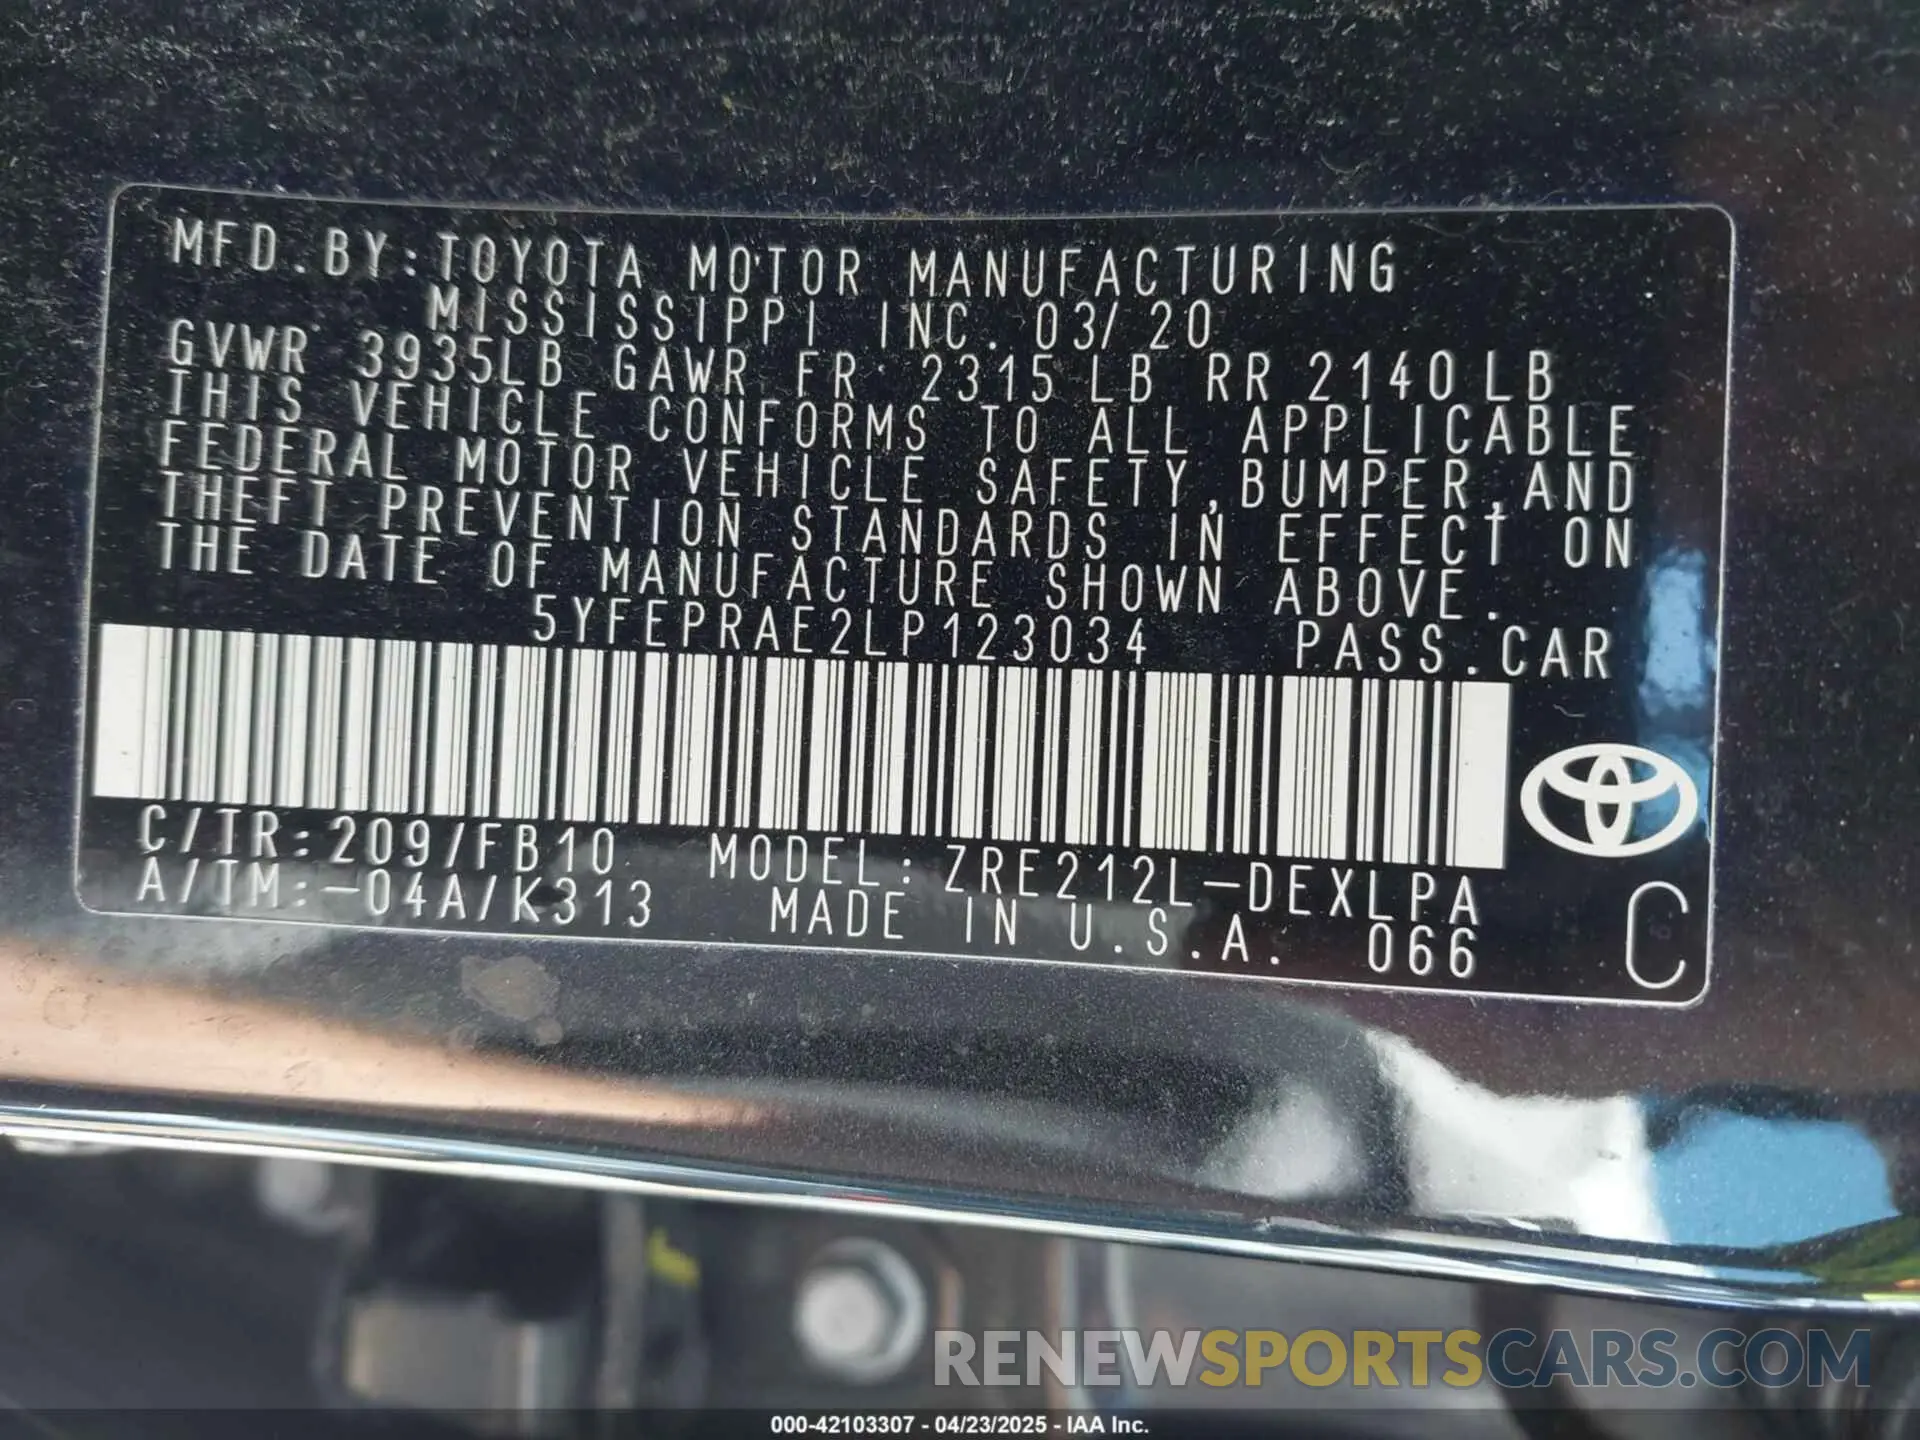 MFD.BY:TOYOTA MOTOR MANUFACTURING
MISSISSIPPI INC. 03/20
GVWR 3935LB GAWR FR 2315LB RR 2140LB
THIS VEHICLE CONFORMS TO ALL APPLICABLE
FEDERAL MOTOR VEHICLE SAFETY,BUMPER,AND
THEFT PREVENTION STANDARDS IN EFFECT ON
THE DATE OF MANUFACTURE SHOWN ABOVE.
5YFEPRAE2LP123034 PASS.CAR
C/TR:209/FB10 MODEL:ZRE212L-DEXLPA
A/TM:-04A/K313 MADE IN U.S.A. 066
C
RENEWSPORTSCARS.COM
000-42103307 - 04/23/2025 - IAA Inc.